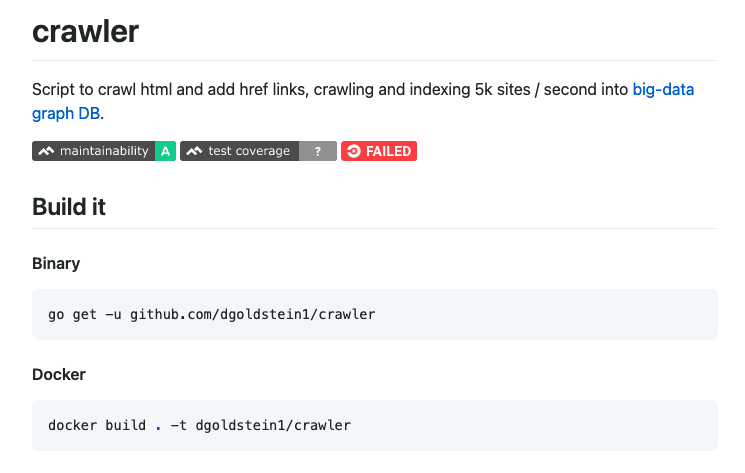 crawler
Script to crawl html and add href links, crawling and indexing 5k sites / second into big-data
graph DB.
maintainability A test coverage ? FAILED
Build it
Binary
go get -u github.com/dgoldstein1/crawler
Docker
docker build . -t dgoldstein1/crawler